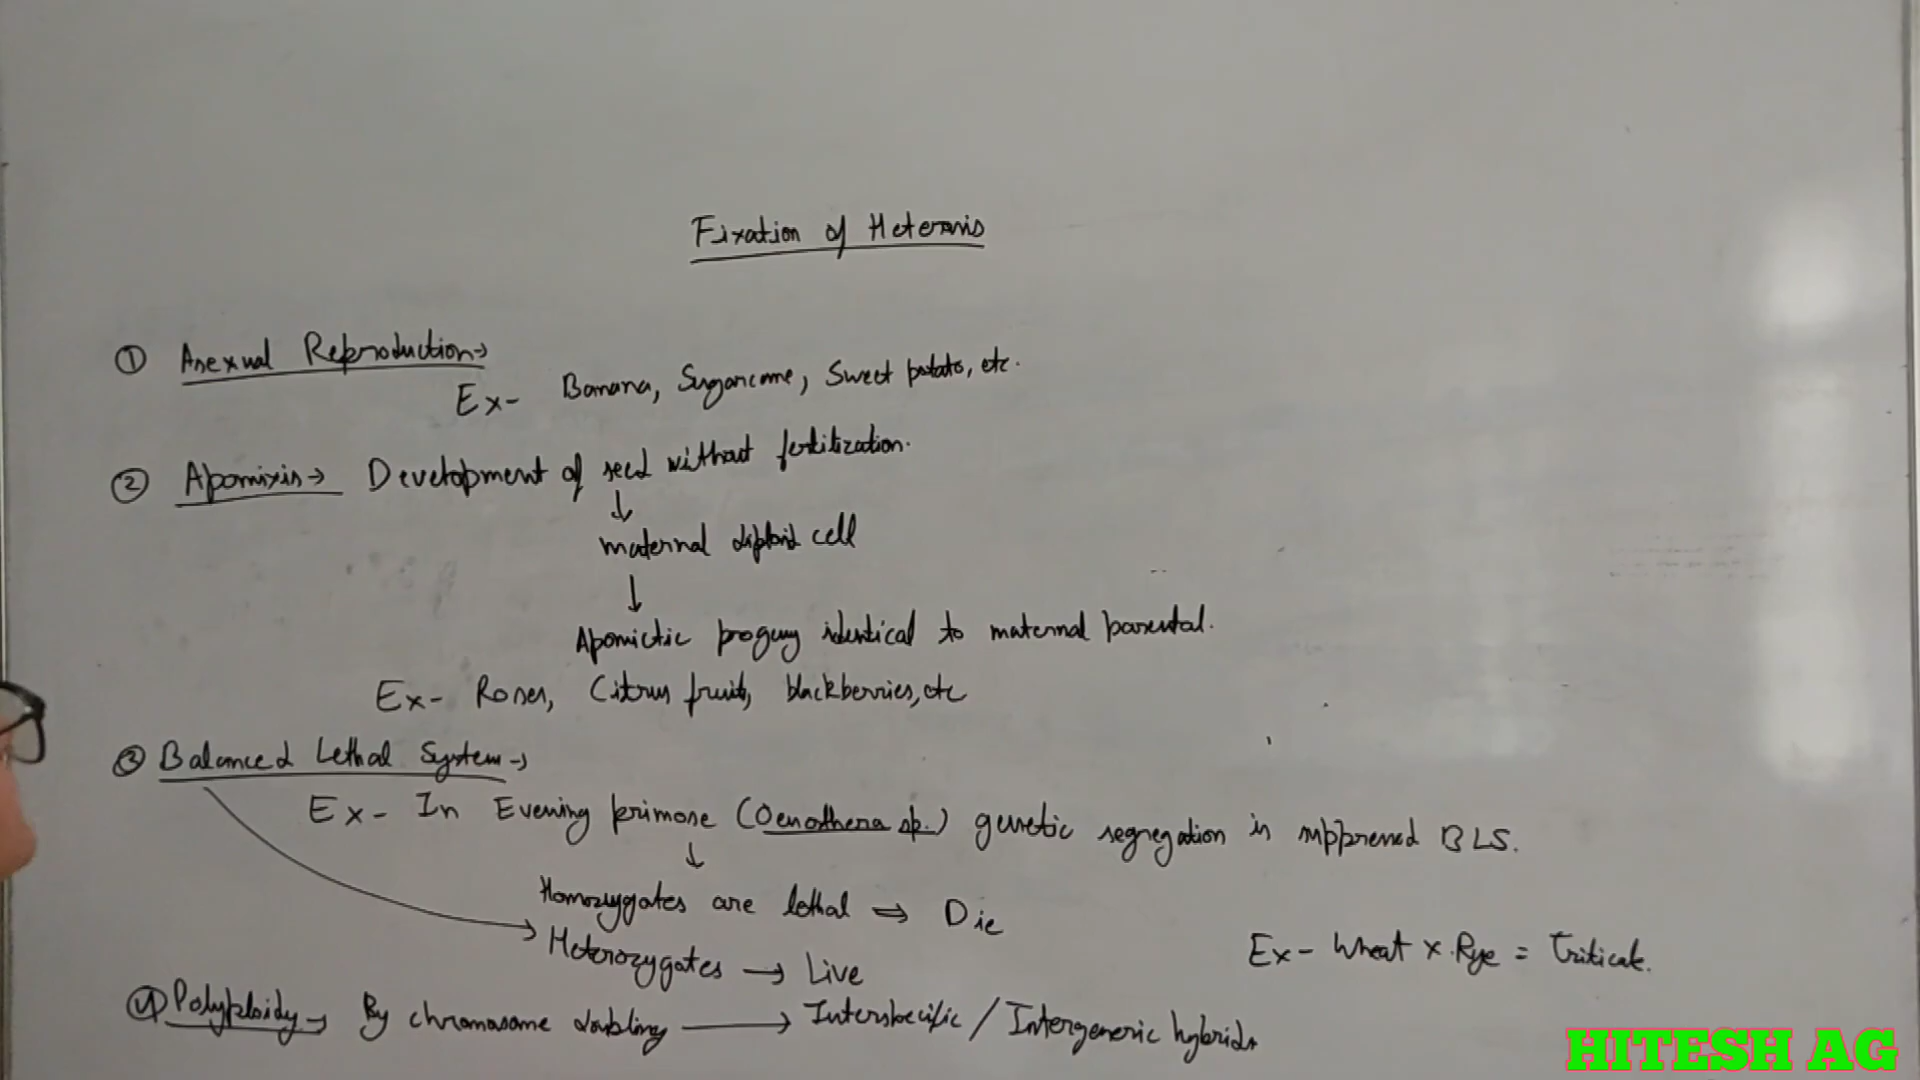 Fixation of Heterosis
① Asexual Reproduction→
Ex- Banana, Sugarcane, Sweet potato, etc.
② Apomixis→ Development of seed without fertilization.
↓
maternal diploid cell
↓
Apomictic progeny identical to maternal parental.
Ex- Roses, Citrus fruits, blackberries, etc
③ Balanced Lethal System→
Ex- In Evening primose (Oenothera sp.) genetic segregation is suppressed BLS.
↓
Homozygates are lethal ⇒ Die
Heterozygates → Live
Ex- Wheat x Rye = Triticale.
④ Polyploidy→ By chromosome doubling → Interspecific / Intergeneric hybrids
HITESH AG